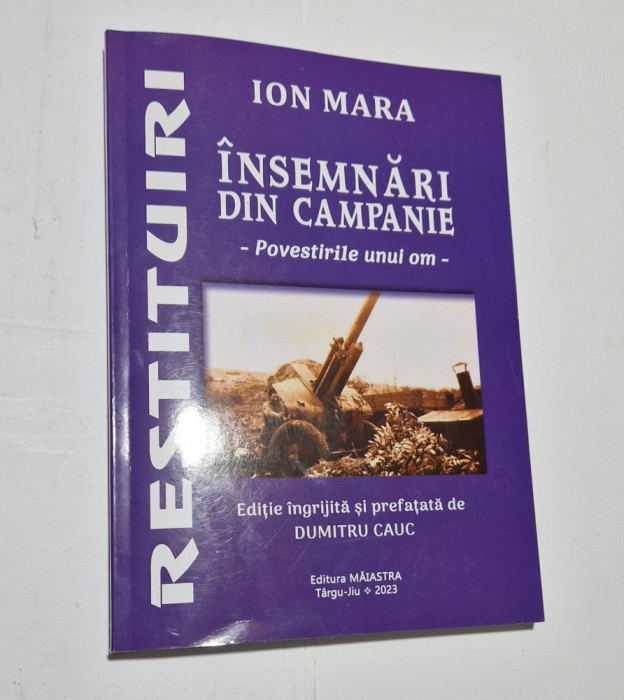 RESTITUIRI
ION MARA
ÎNSEMNĂRI
DIN CAMPANIE
- Povestirile unui om -
Ediție îngrijită și prefațată de
DUMITRU CAUC
Editura MĂIASTRA
Târgu-Jiu ❖ 2023